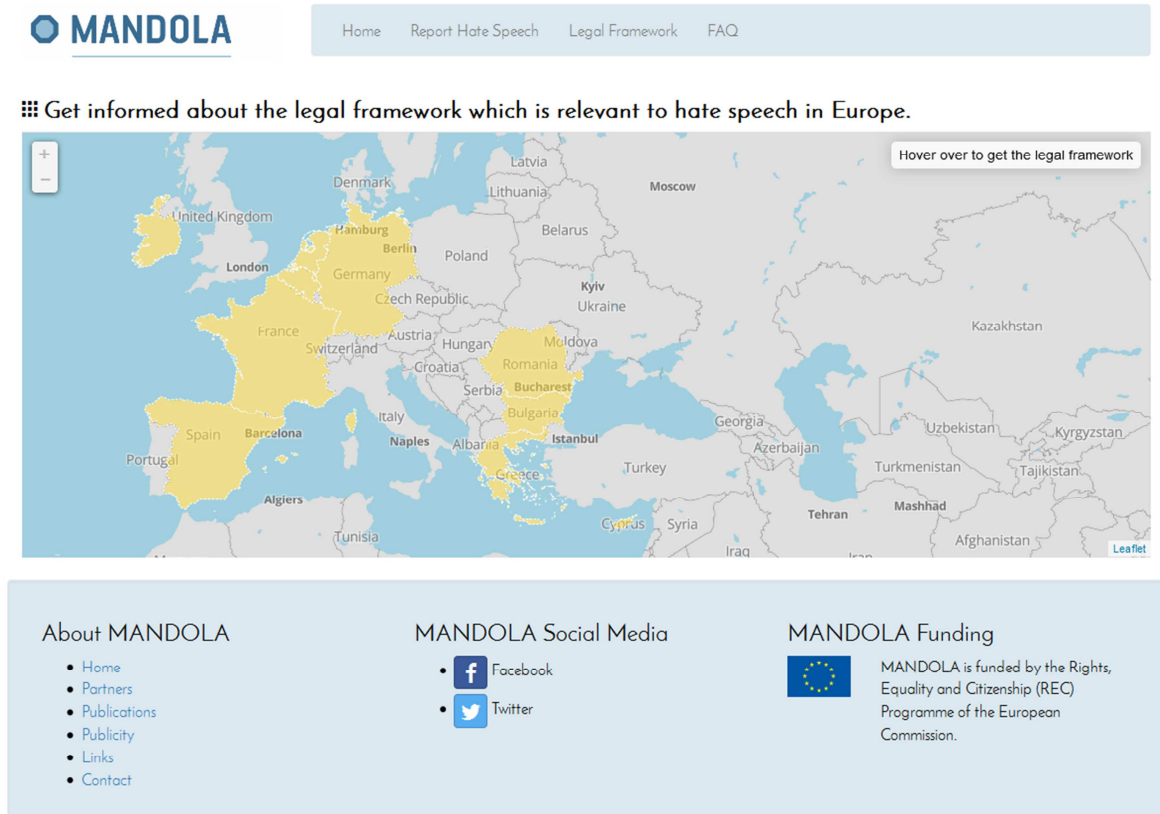 MANDOLA
Home Report Hate Speech Legal Framework FAQ
Get informed about the legal framework which is relevant to hate speech in Europe.
+
−
Hover over to get the legal framework
Latvia
Moscow
Denmark
Lithuania
United Kingdom
Hamburg
Belarus
Berlin
Poland
London
Germany
Kyiv
Czech Republic
Ukraine
France
Kazakhstan
Austria
Moldova
Switzerland
Hungar
Romania
Croatia
Serbia
Bucharest
Italy
Bulgaria
Georgia
Uzbekistan
Spain
Barcelona
Naples
Albania
Istanbul
Azerbaijan
Kyrgyzstan
Portugal
Greece
Turkey
Turkmenistan
Tajikistan
Algiers
Mashhad
Tehran
Cyprus
Syria
Tunisia
Afghanistan
Iraq
Iran
Leaflet
About MANDOLA
Home
Partners
Publications
Publicity
Links
Contact
MANDOLA Social Media
Facebook
Twitter
MANDOLA Funding
MANDOLA is funded by the Rights,
Equality and Citizenship (REC)
Programme of the European
Commission.